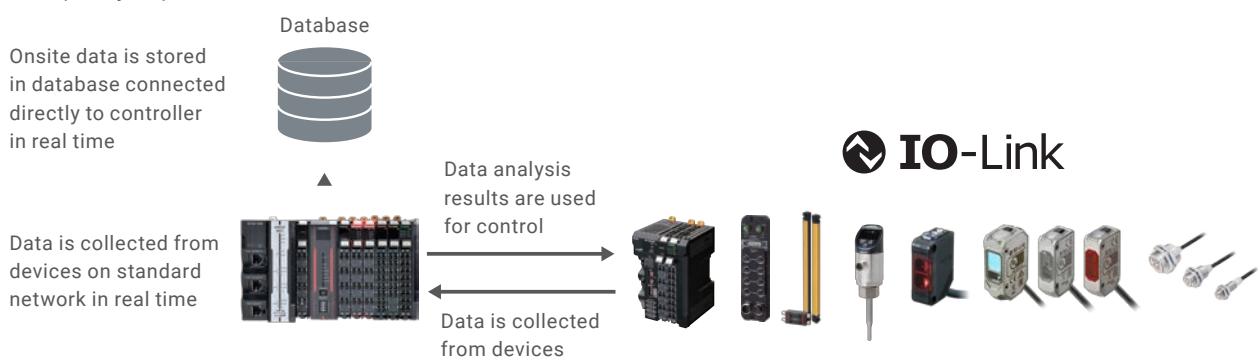 Database
Onsite data is stored
in database connected
directly to controller
in real time
IO-Link
Data analysis
results are used
for control
Data is collected from
devices on standard
network in real time
Data is collected
from devices